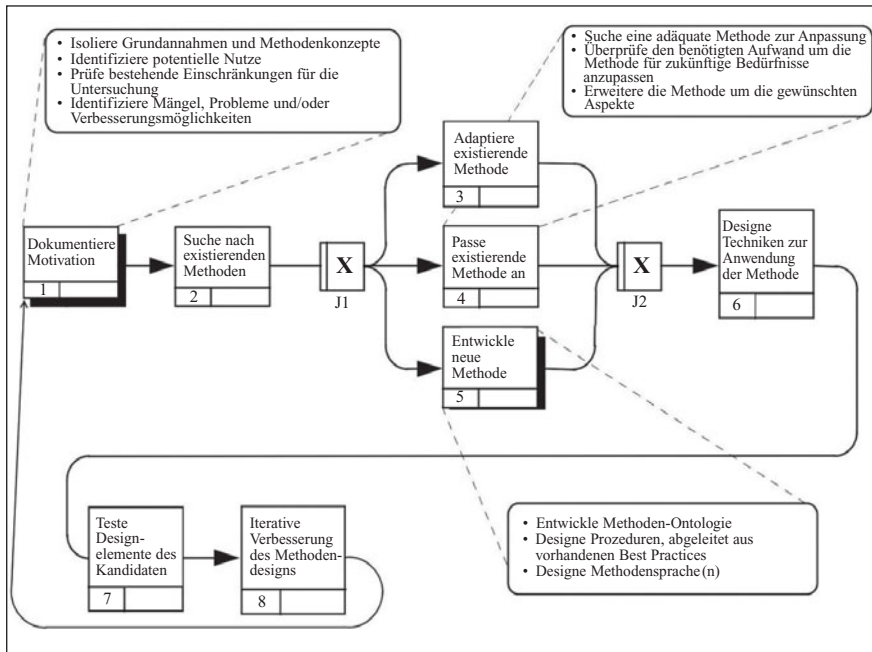 • Isoliere Grundannahmen und Methodenkonzepte
• Identifiziere potentielle Nutze
• Prüfe bestehende Einschränkungen für die
Untersuchung
• Identifiziere Mängel, Probleme und/oder
Verbesserungsmöglichkeiten
• Suche eine adäquate Methode zur Anpassung
• Überprüfe den benötigten Aufwand um die
Methode für zukünftige Bedürfnisse
anzupassen
• Erweitere die Methode um die gewünschten
Aspekte
Dokumentiere
Motivation
1
Suche nach
existierenden
Methoden
2
X
J1
Adaptiere
existierende
Methode
3
Passe
existierende
Methode an
4
Entwickle
neue
Methode
5
X
J2
Designe
Techniken zur
Anwendung
der Methode
6
Teste
Design-
elemente des
Kandidaten
7
Iterative
Verbesserung
des Methoden-
designs
8
• Entwickle Methoden-Ontologie
• Designe Prozeduren, abgeleitet aus
vorhandenen Best Practices
• Designe Methodensprache(n)